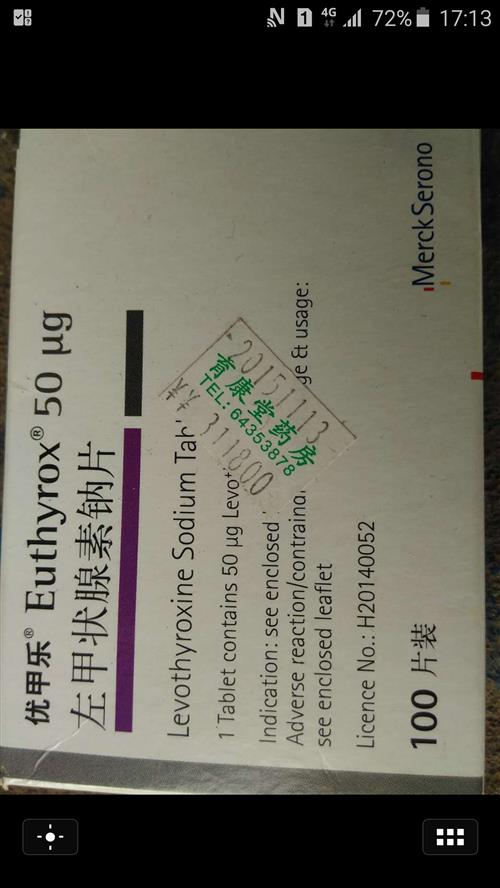 4G 72% 17:13
优甲乐® Euthyrox® 50 µg
左甲状腺素钠片
Levothyroxine Sodium
1 Tablet contains 50 µg Levo
Indication: see enclosed
Adverse reaction/contraind ge & usage:
see enclosed leaflet
Licence No.: H20140052
100 片装
MerckSerono
-20151113-
育康堂药房
TEL: 64353878
¥¥ 311800